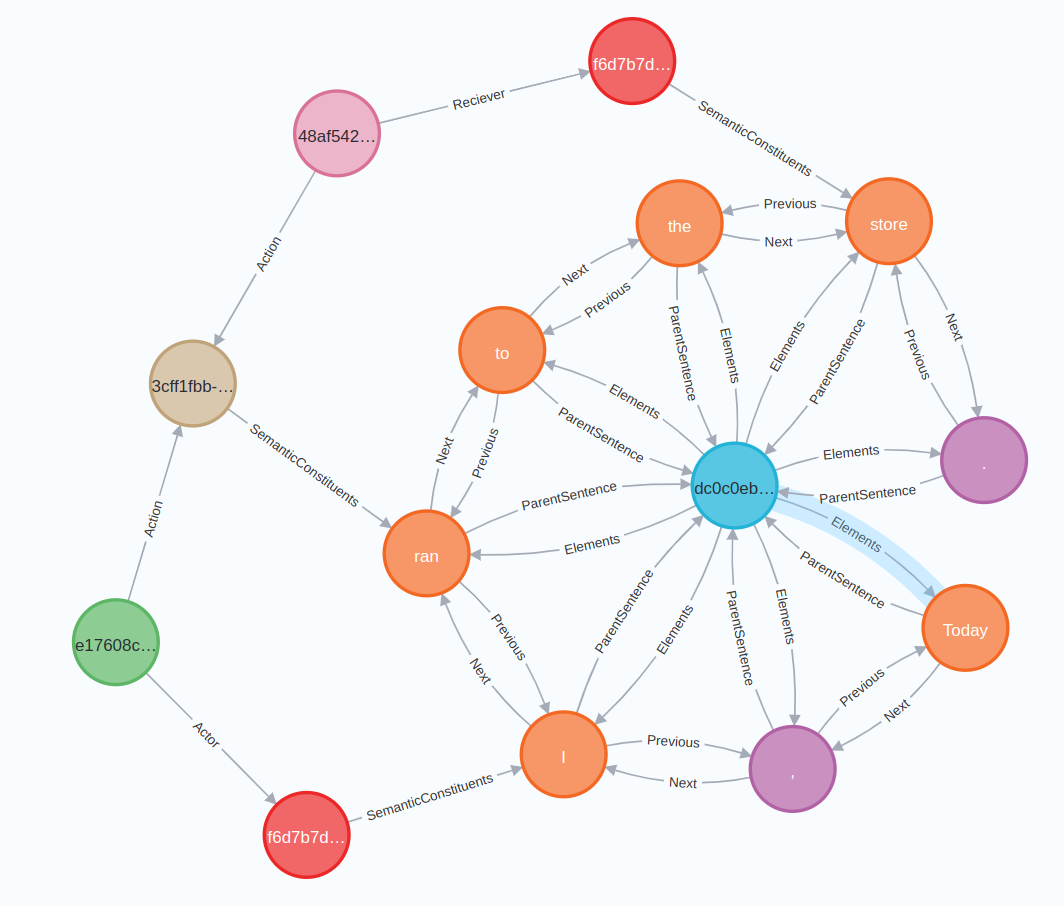 f6d7b7d…
Reciever
48af542…
SemanticConstituents
the
Previous
Next
store
Action
Next
Previous
ParentSentence
Elements
Elements
ParentSentence
Previous
Next
to
Elements
ParentSentence
3cff1fbb-…
SemanticConstituents
Next
Previous
dc0c0eb…
Elements
ParentSentence
.
Action
ran
ParentSentence
Elements
Elements
ParentSentence
Today
e17608c…
Previous
Next
ParentSentence
Elements
ParentSentence
Elements
Previous
Next
Actor
I
Previous
Next
,
SemanticConstituents
f6d7b7d…